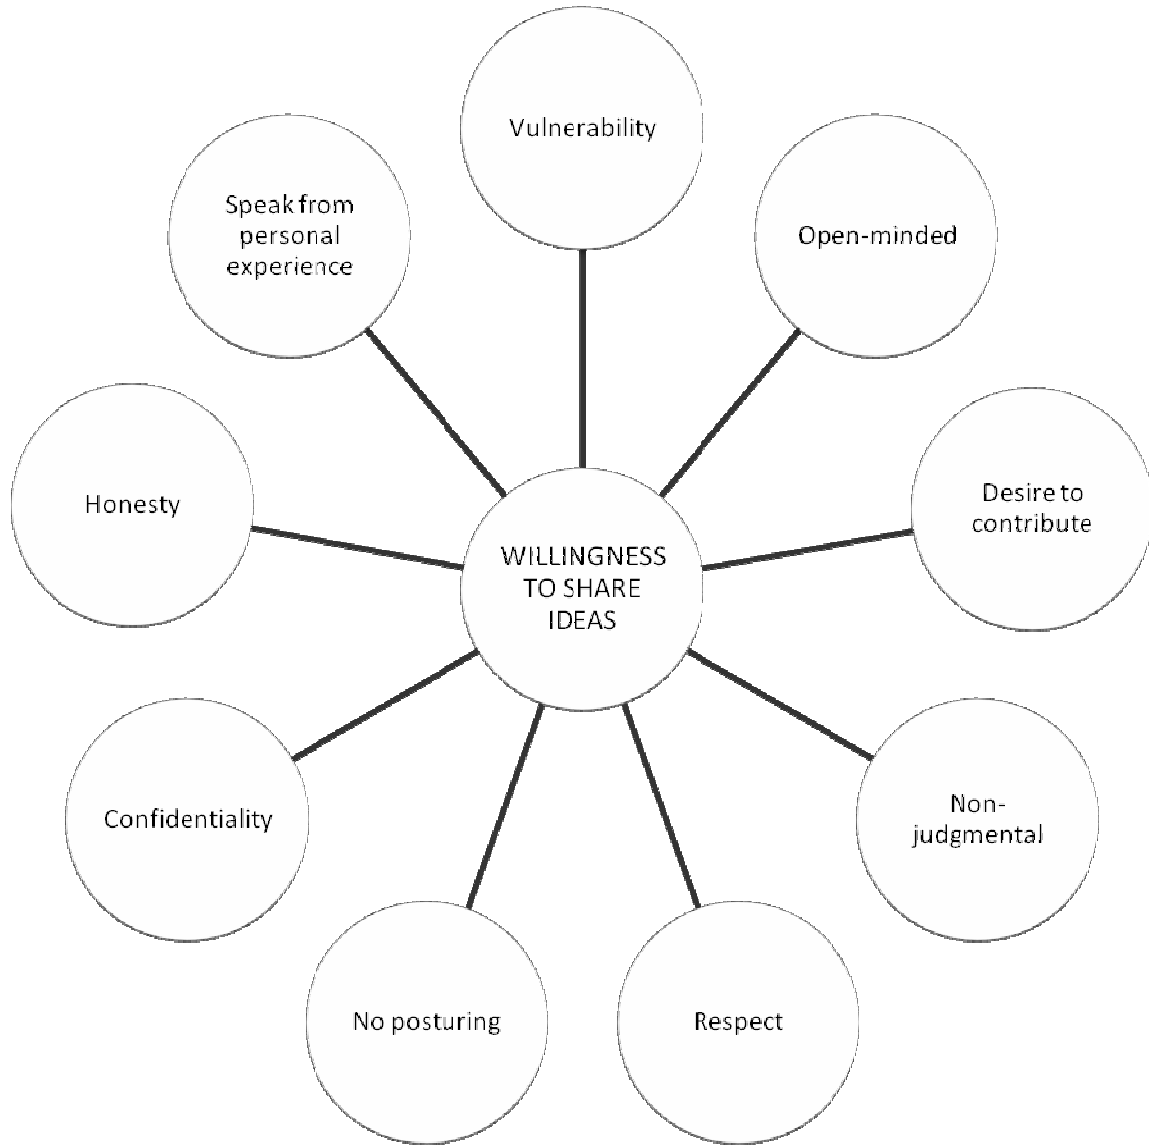 Vulnerability
Speak from
personal
experience
Open-minded
Honesty
Desire to
contribute
WILLINGNESS
TO SHARE
IDEAS
Confidentiality
Non-
judgmental
No posturing
Respect